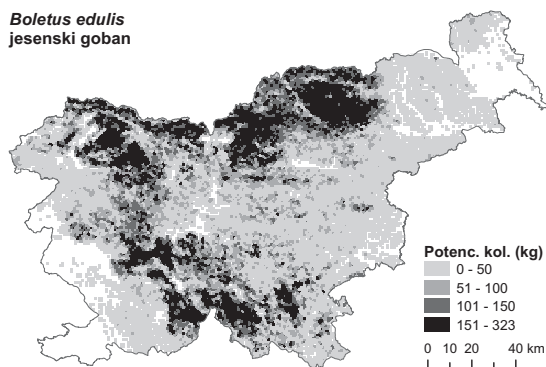 Boletus edulis
jesenski goban
Potenc. kol. (kg)
0 - 50
51 - 100
101 - 150
151 - 323
0 10 20 40 km